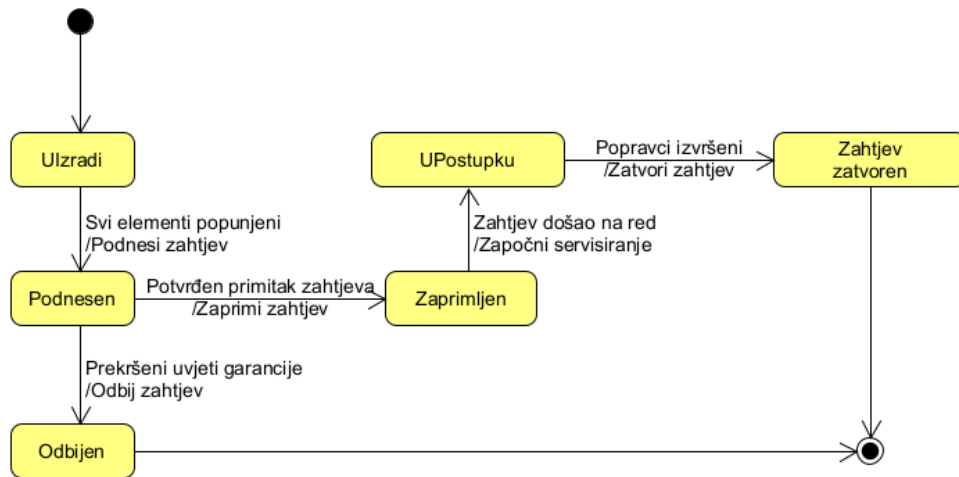 UIzradi
UPostupku
Popravci izvršeni
/Zatvori zahtjev
Zahtjev
zatvoren
Svi elementi popunjeni
/Podnesi zahtjev
Zahtjev došao na red
/Započni servisiranje
Podnesen
Potvrđen primitak zahtjeva
/Zaprimi zahtjev
Zaprimljen
Prekršeni uvjeti garancije
/Odbij zahtjev
Odbijen